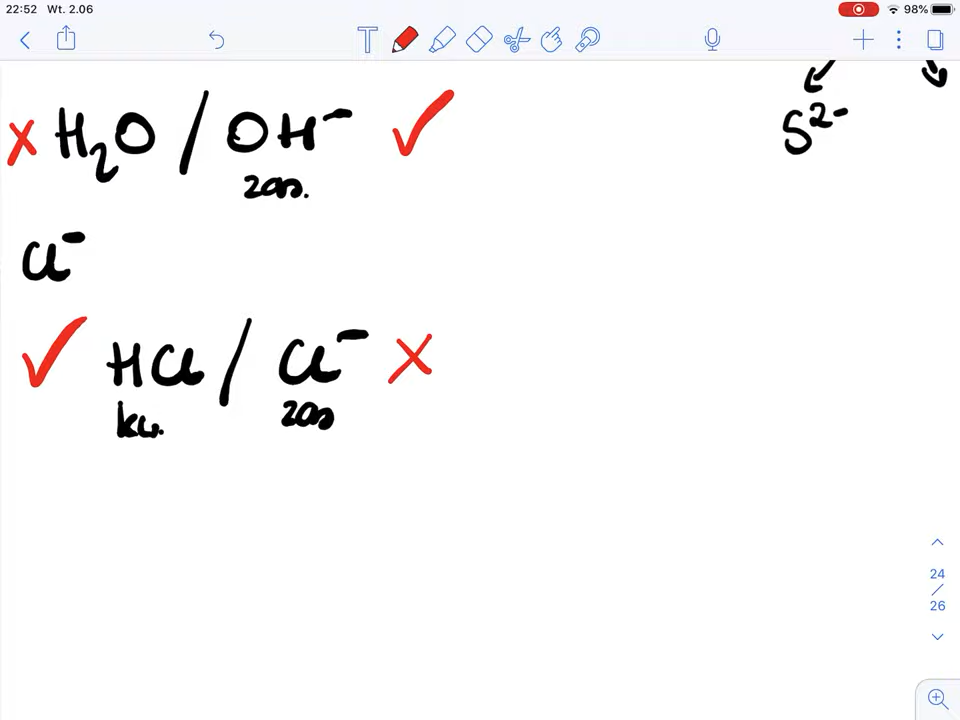 22:52 Wt. 2.06 98%
T
S²⁻
x H₂O / OH⁻ ✓
zas.
Cl⁻
✓ HCl / Cl⁻ x
kw. zas
24
/
26